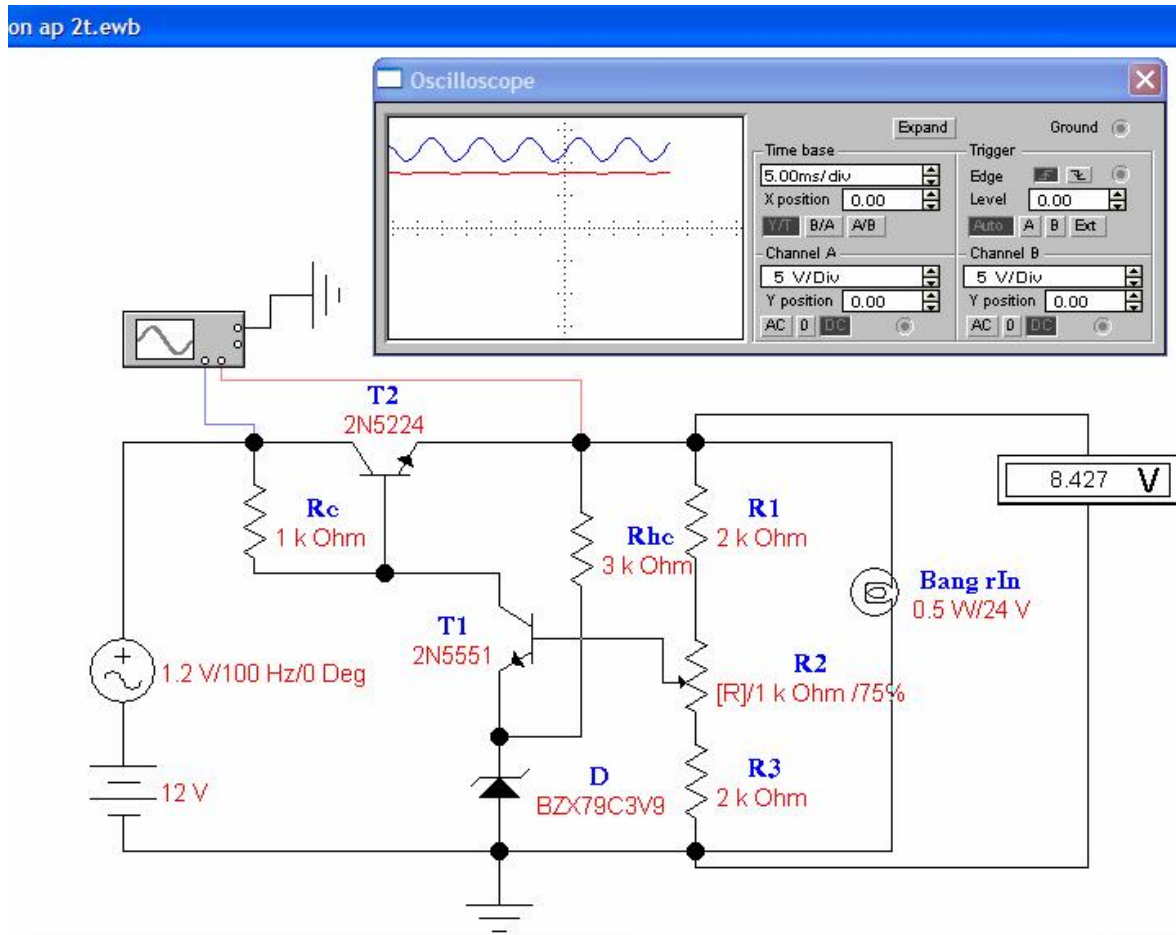 on ap 2t.ewb
Oscilloscope
Expand
Ground
Time base
5.00ms/div
X position 0.00
Y/T B/A A/B
Trigger
Edge
Level 0.00
Auto A B Ext
Channel A
5 V/Div
Y position 0.00
AC 0 DC
Channel B
5 V/Div
Y position 0.00
AC 0 DC
T2
2N5224
8.427 V
Rc
1 k Ohm
Rhc
3 k Ohm
R1
2 k Ohm
Bang rIn
0.5 W/24 V
T1
2N5551
R2
[R]/1 k Ohm /75%
1.2 V/100 Hz/0 Deg
12 V
D
BZX79C3V9
R3
2 k Ohm